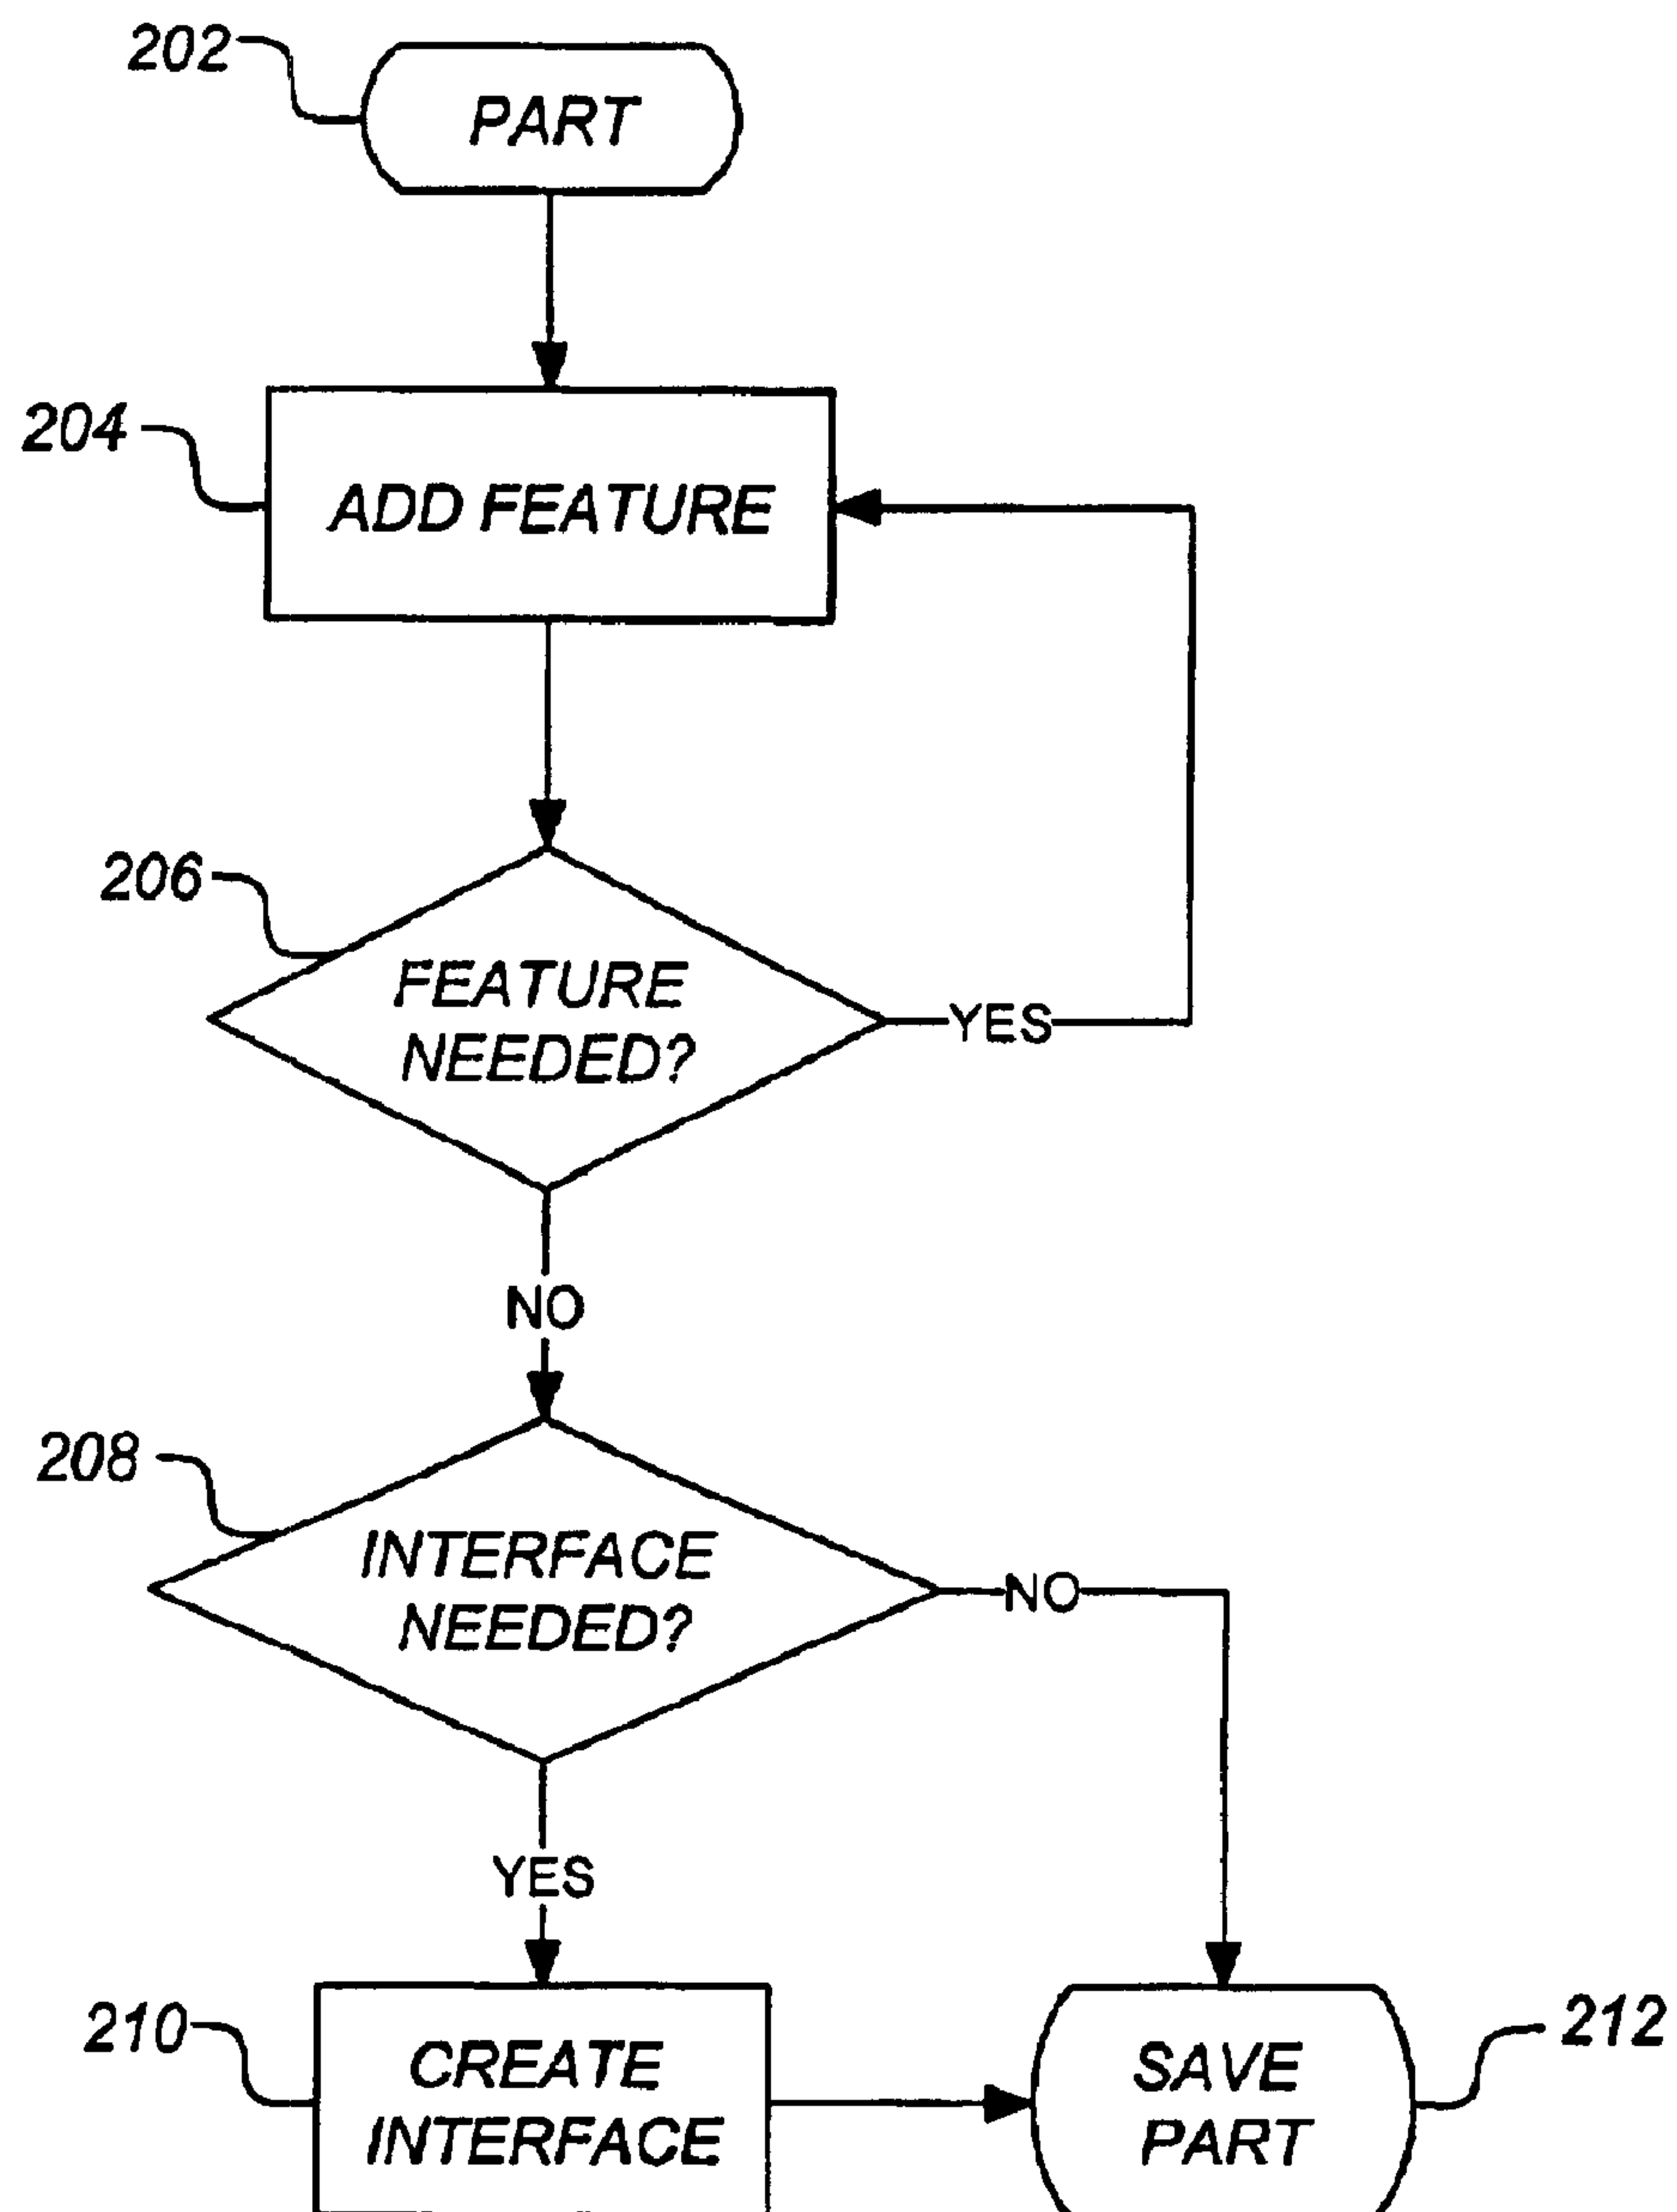 202
PART
204
ADD FEATURE
206
FEATURE
NEEDED?
YES
NO
208
INTERFACE
NEEDED?
NO
YES
210
CREATE
INTERFACE
SAVE
PART
212